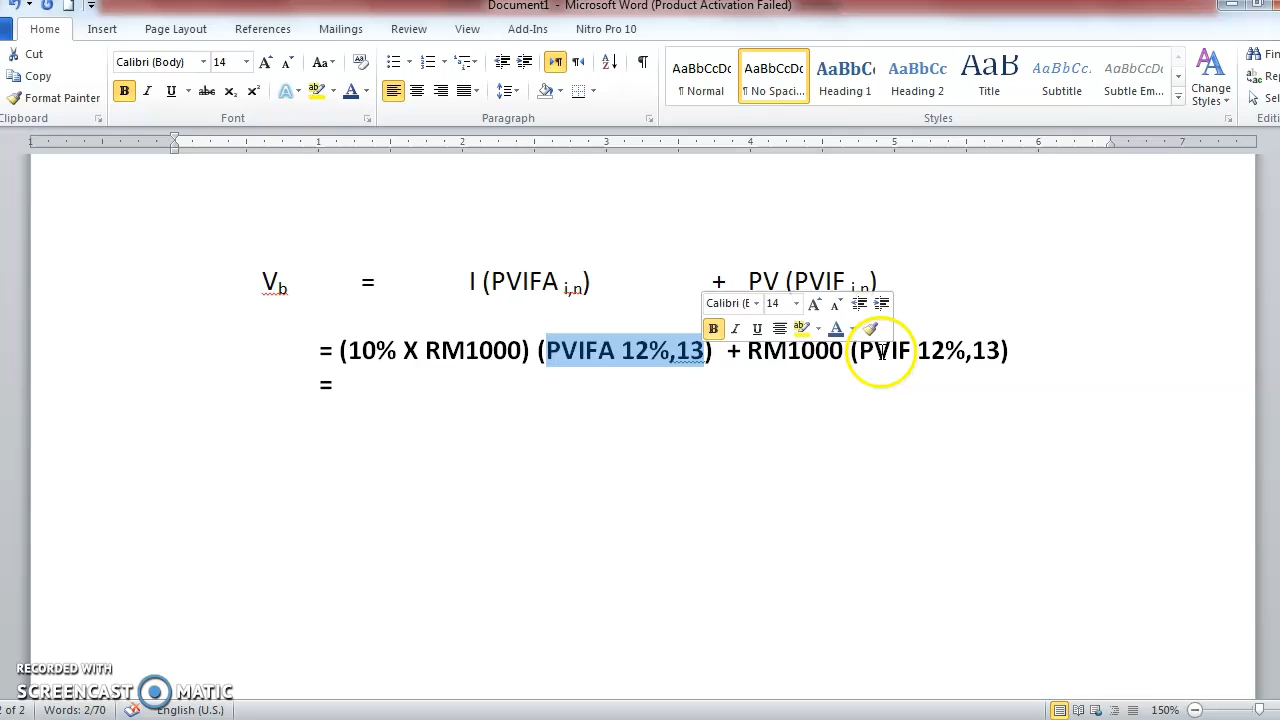 Document1 - Microsoft Word (Product Activation Failed)
Home Insert Page Layout References Mailings Review View Add-Ins Nitro Pro 10
Cut
Copy
Format Painter
Clipboard
Calibri (Body) 14
Font
Paragraph
AaBbCcDc AaBbCcDc AaBbCc AaBbCc AaB AaBbCc. AaBbCcDc
¶ Normal ¶ No Spaci... Heading 1 Heading 2 Title Subtitle Subtle Em...
Styles
Change Styles
Vb = I (PVIFA i,n) + PV (PVIF i,n)
Calibri (E 14
= (10% X RM1000) (PVIFA 12%,13) + RM1000 (PVIF 12%,13)
=
RECORDED WITH
SCREENCAST MATIC
2 of 2 Words: 2/70 English (U.S.) 150%